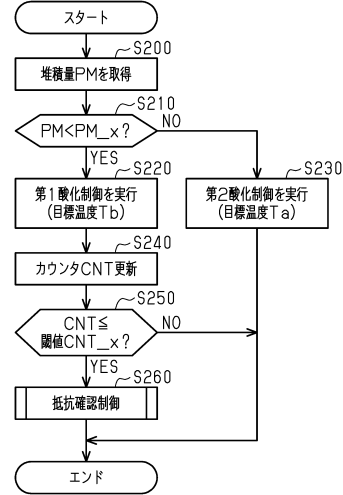 スタート
S200
堆積量PMを取得
S210
PM<PM_x?
NO
YES
S220
第1酸化制御を実行
(目標温度Tb)
S230
第2酸化制御を実行
(目標温度Ta)
S240
カウンタCNT更新
S250
CNT≦
閾値CNT_x?
NO
YES
S260
抵抗確認制御
エンド